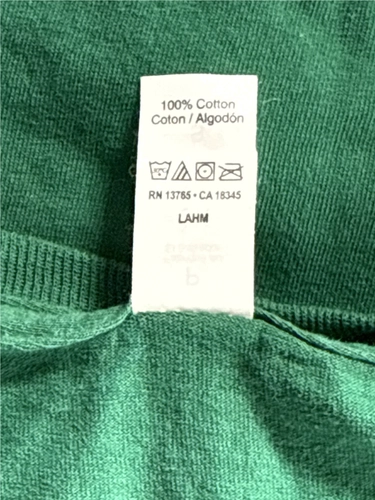 100% Cotton
Coton / Algodón
RN 13765 • CA 18345
LAHM